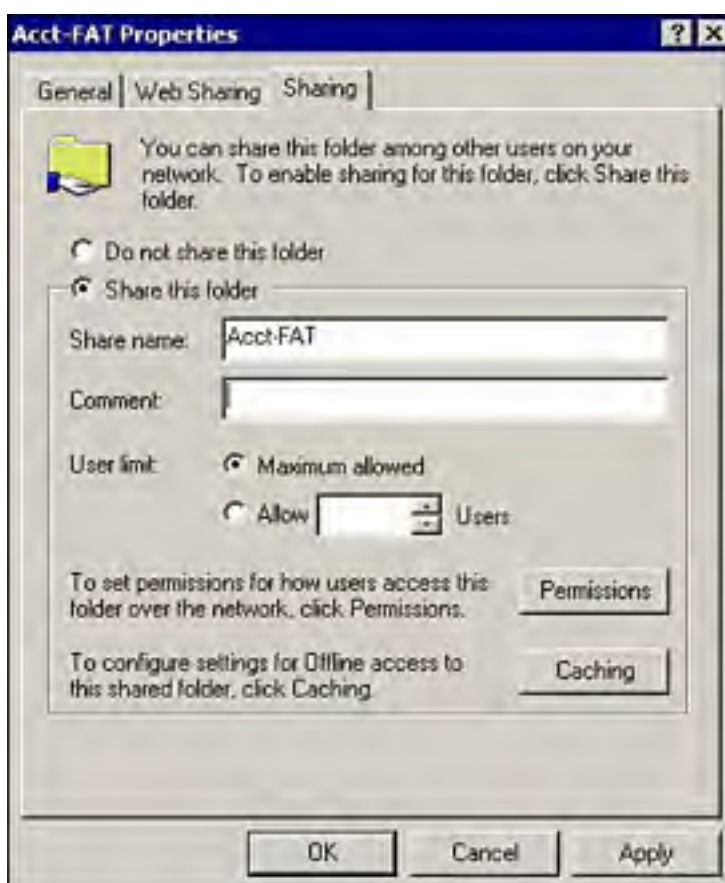 Acct-FAT Properties
General Web Sharing Sharing
You can share this folder among other users on your
network. To enable sharing for this folder, click Share this
folder.
Do not share this folder
Share this folder
Share name: Acct-FAT
Comment:
User limit: Maximum allowed
Allow Users
To set permissions for how users access this
folder over the network, click Permissions.
Permissions
To configure settings for Offline access to
this shared folder, click Caching.
Caching
OK Cancel Apply